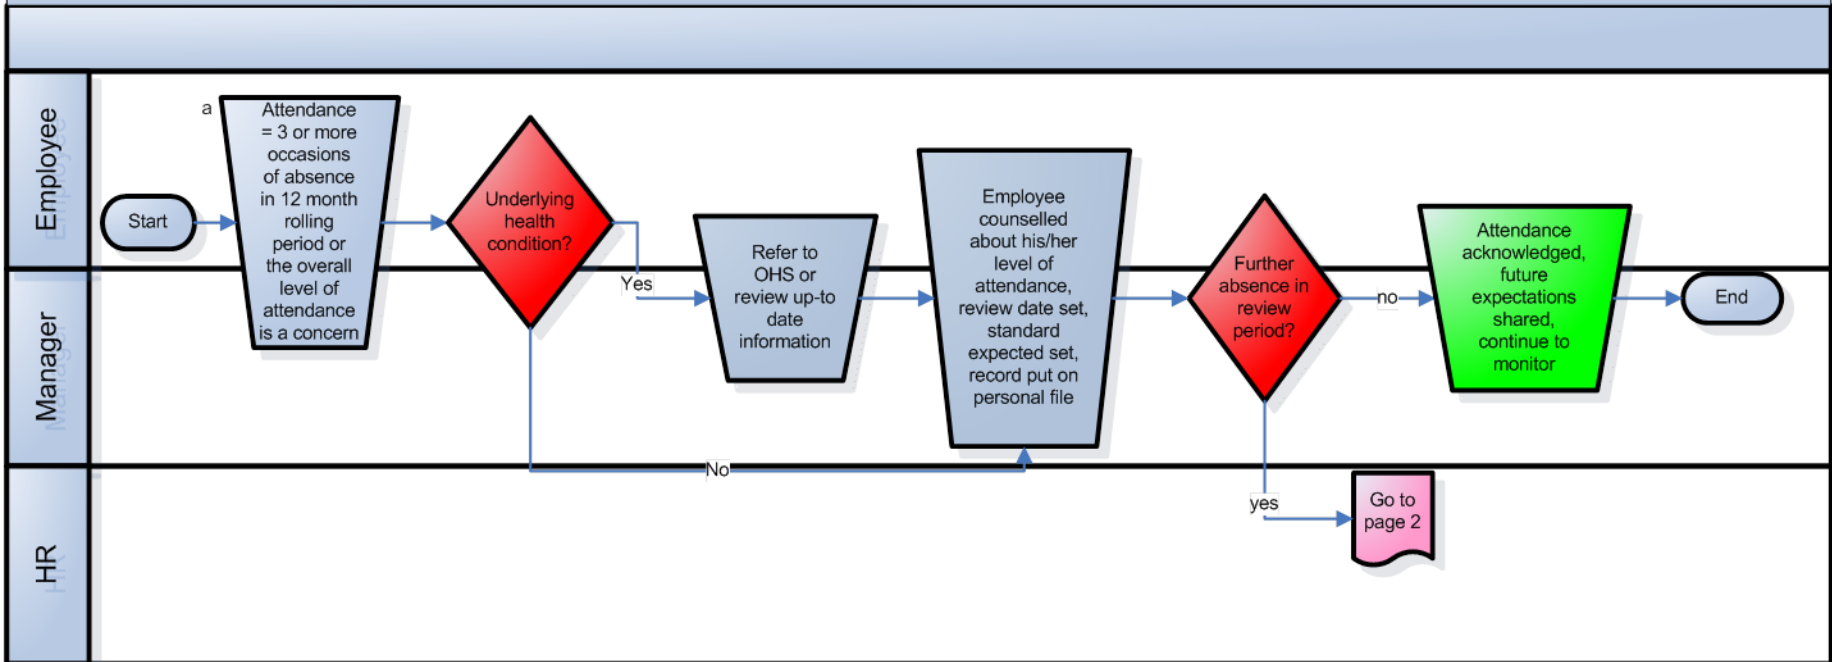 Employee
Manager
HR
Start
a
Attendance
= 3 or more
occasions
of absence
in 12 month
rolling
period or
the overall
level of
attendance
is a concern
Underlying
health
condition?
Yes
No
Refer to
OHS or
review up-to
date
information
Employee
counselled
about his/her
level of
attendance,
review date set,
standard
expected set,
record put on
personal file
Further
absence in
review
period?
no
yes
Attendance
acknowledged,
future
expectations
shared,
continue to
monitor
End
Go to
page 2